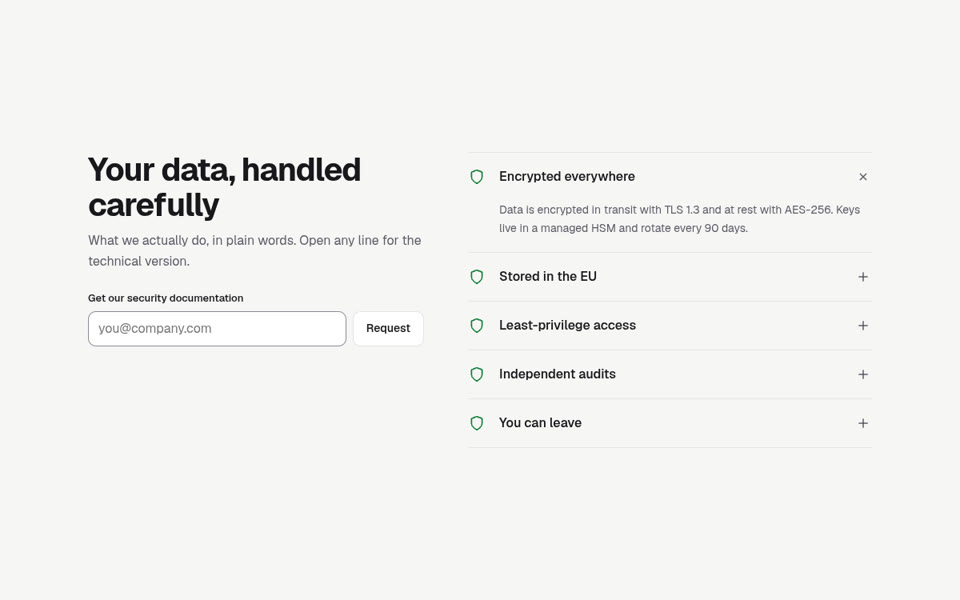 Your data, handled
carefully
What we actually do, in plain words. Open any line for the
technical version.
Get our security documentation
you@company.com
Request
Encrypted everywhere
Data is encrypted in transit with TLS 1.3 and at rest with AES-256. Keys
live in a managed HSM and rotate every 90 days.
Stored in the EU
Least-privilege access
Independent audits
You can leave